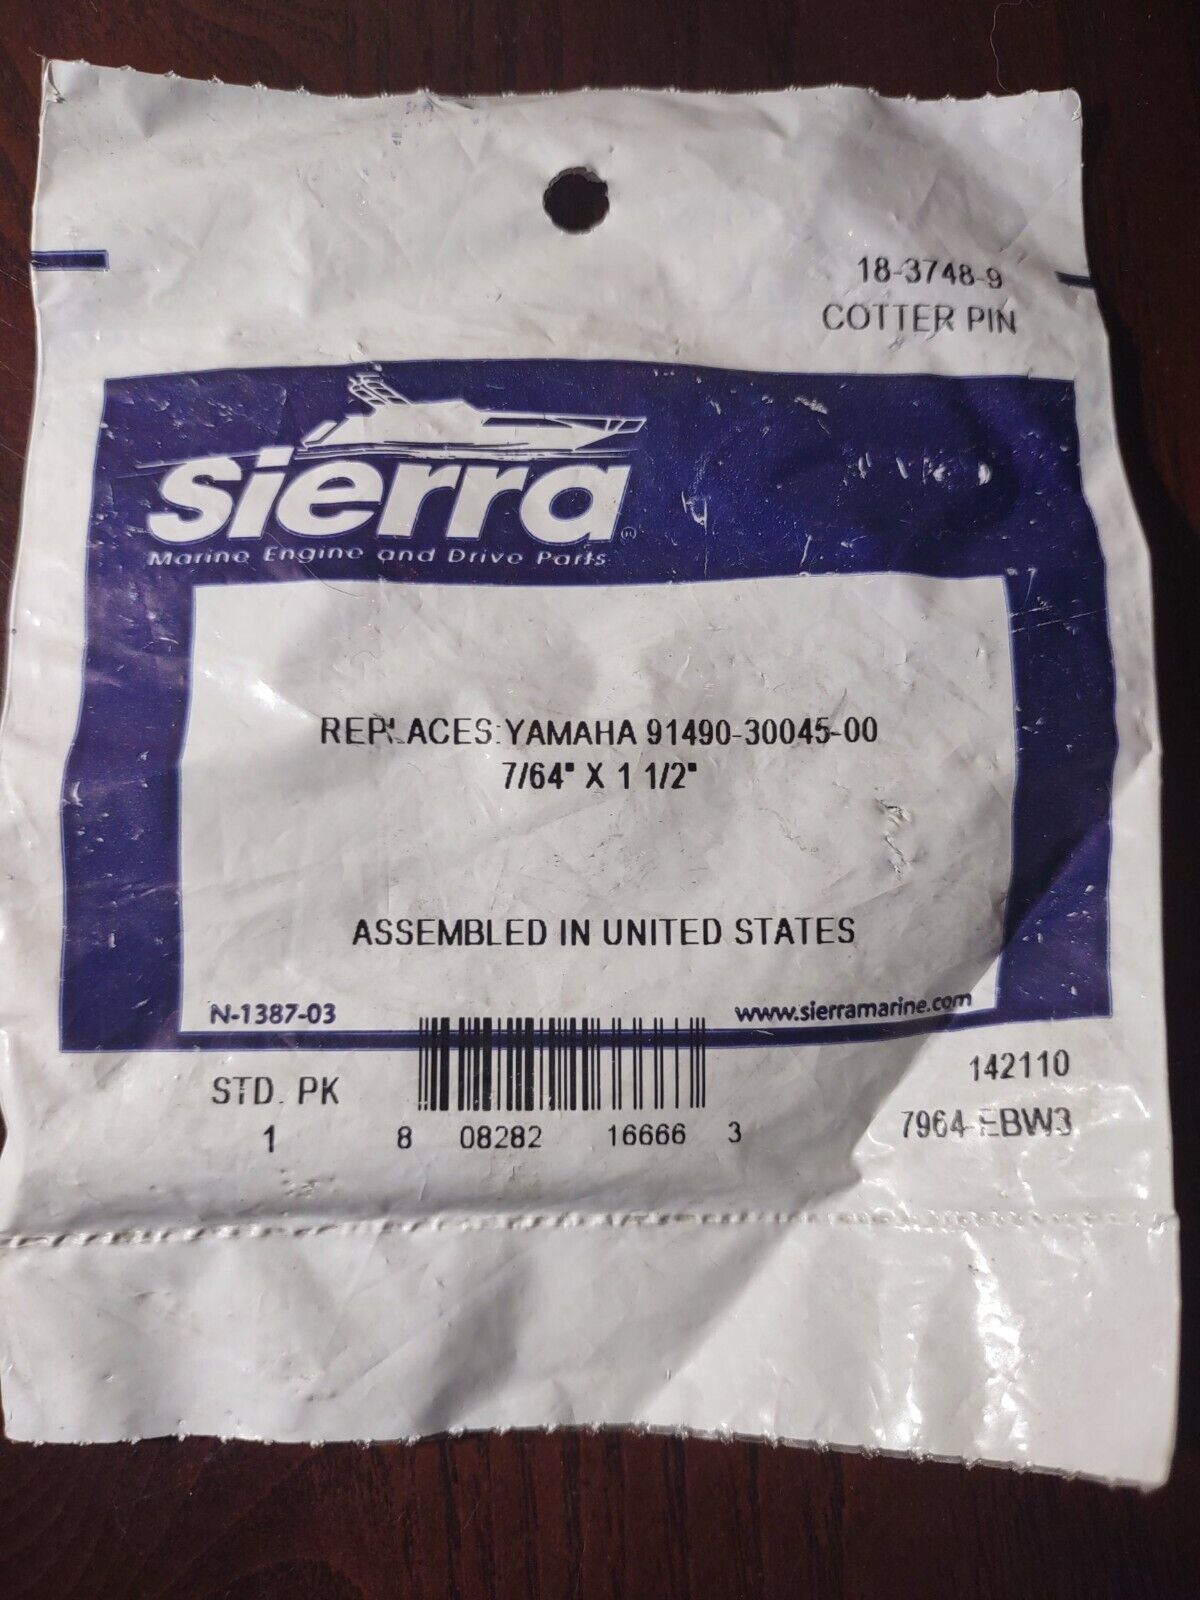 18-3748-9
COTTER PIN
sierra®
Marine Engine and Drive Parts
REPLACES:YAMAHA 91490-30045-00
7/64" X 1 1/2"
ASSEMBLED IN UNITED STATES
N-1387-03 www.sierramarine.com
STD. PK 142110
1 8 08282 16666 3 7964-EBW3